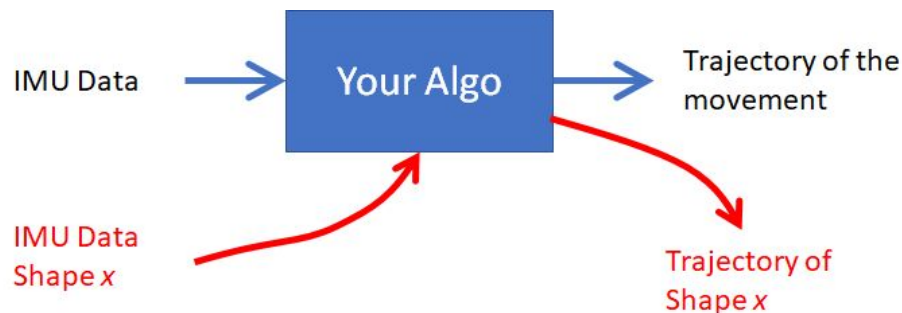 IMU Data
Your Algo
Trajectory of the
movement
IMU Data
Shape x
Trajectory of
Shape x